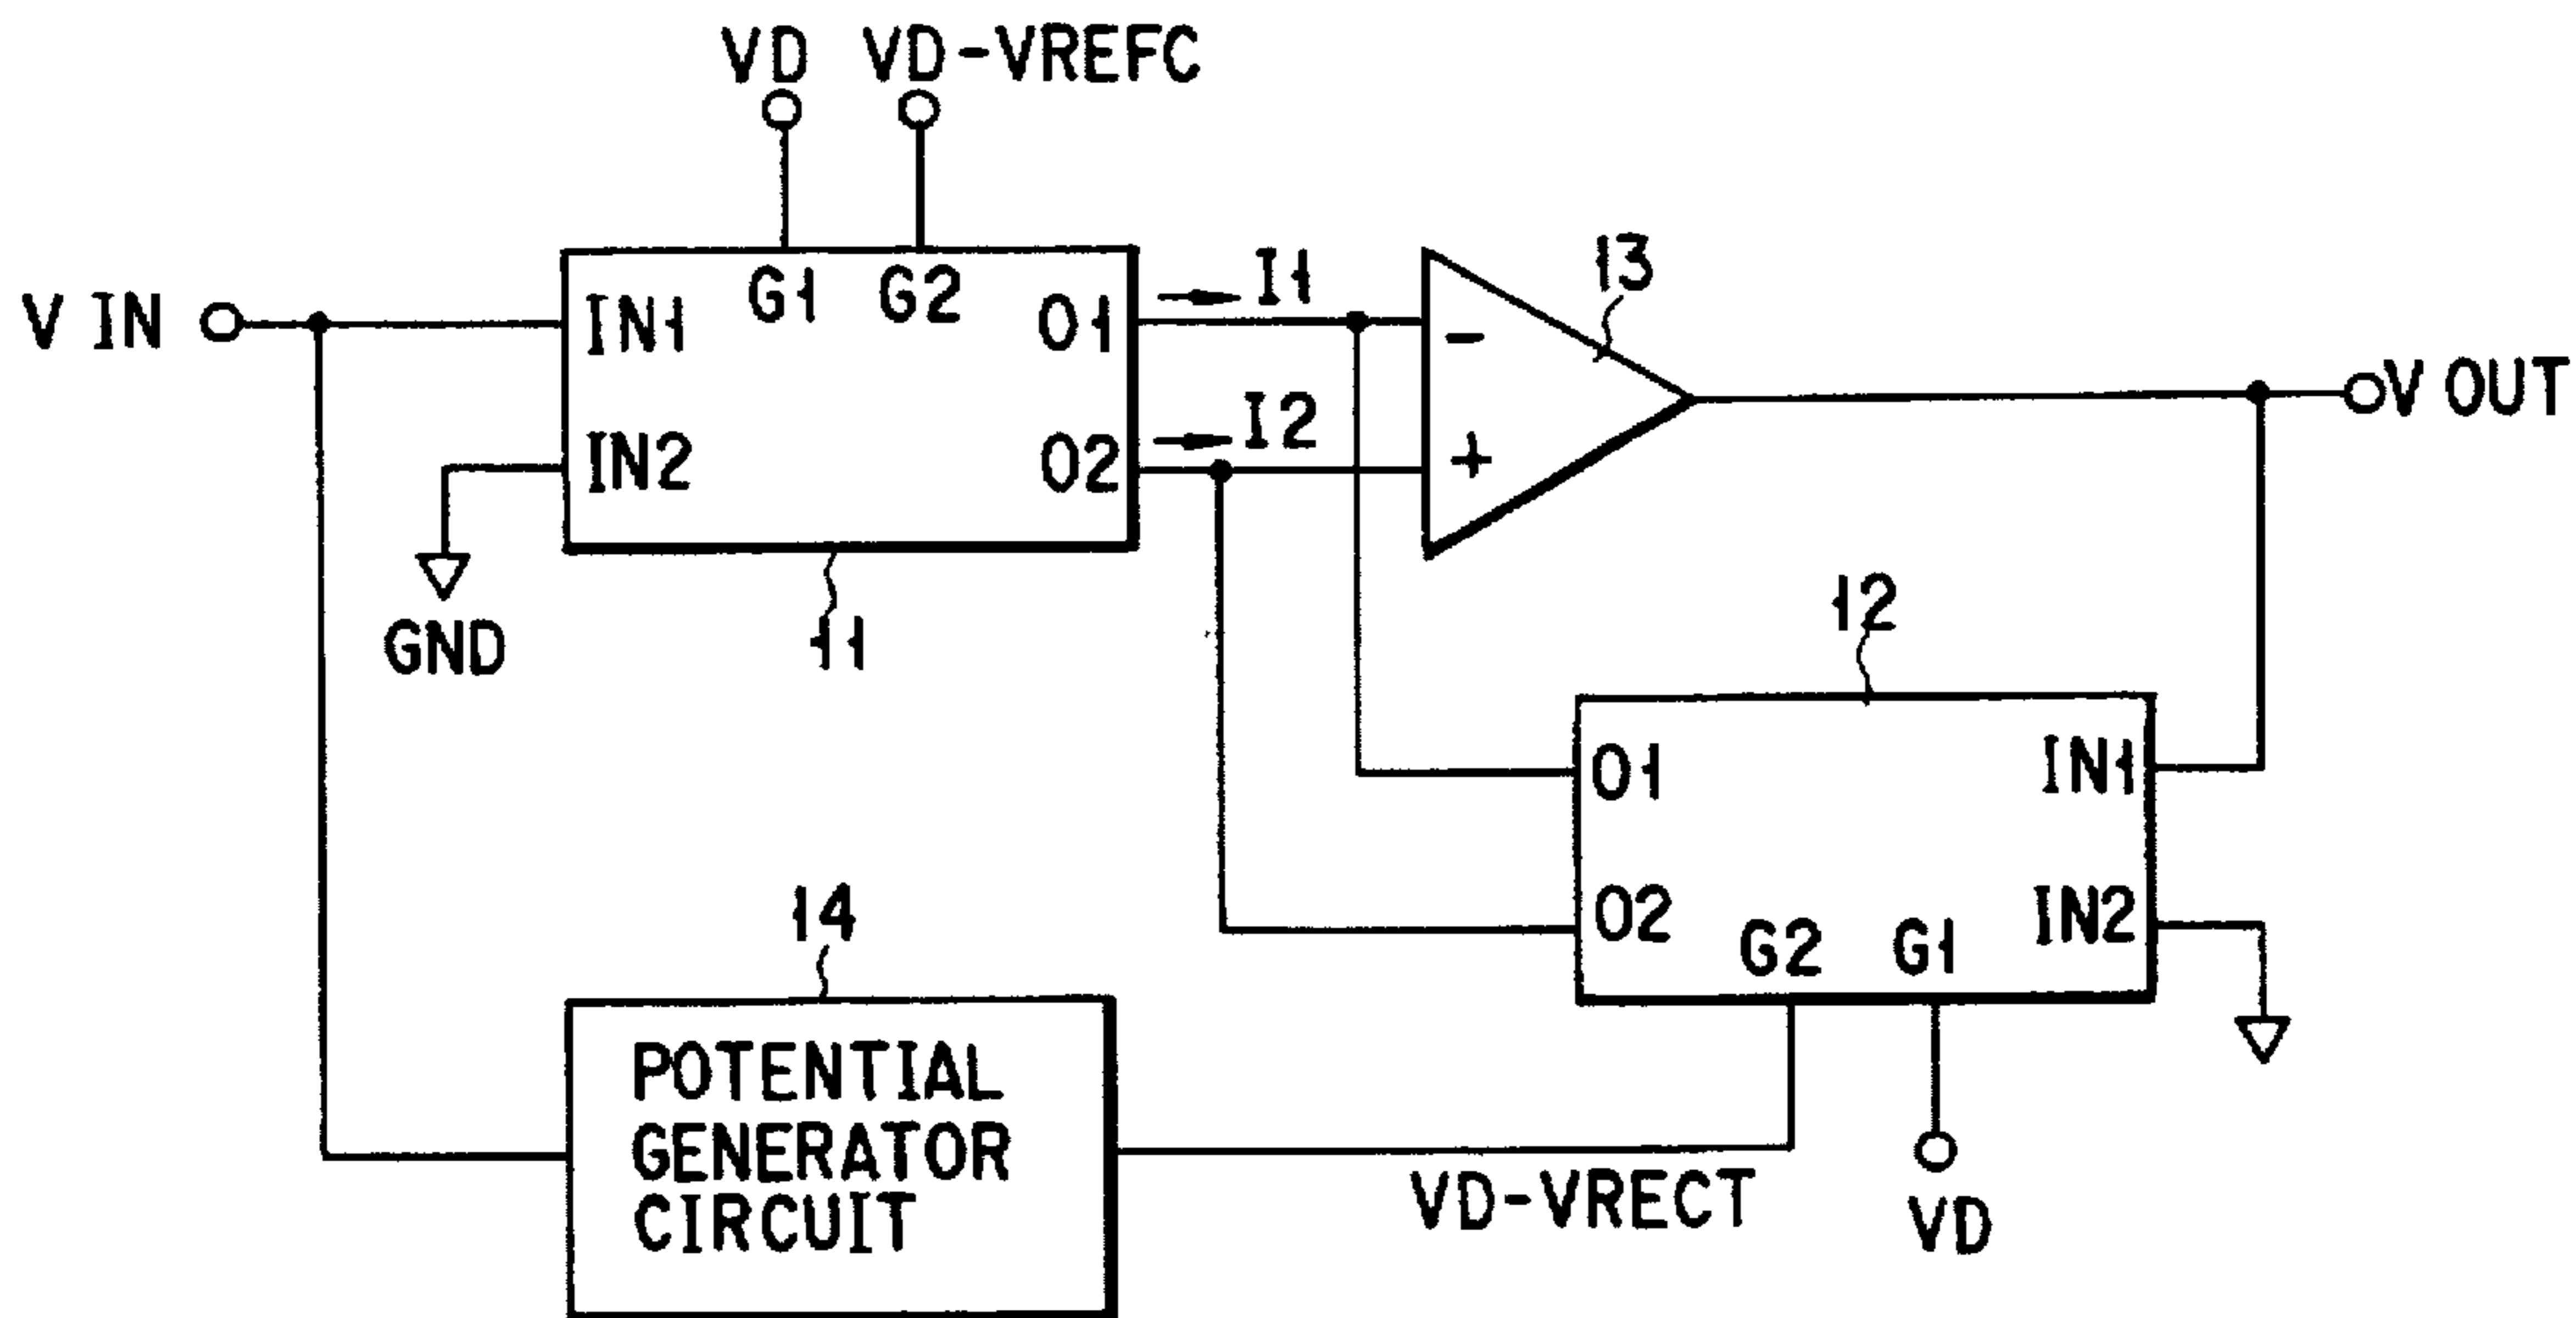 VD VD-VREFC
G1 G2
V IN
IN1
O1
I1
13
IN2
O2
I2
-
+
V OUT
GND
11
12
O1
IN1
O2
IN2
G2 G1
14
POTENTIAL
GENERATOR
CIRCUIT
VD-VRECT
VD